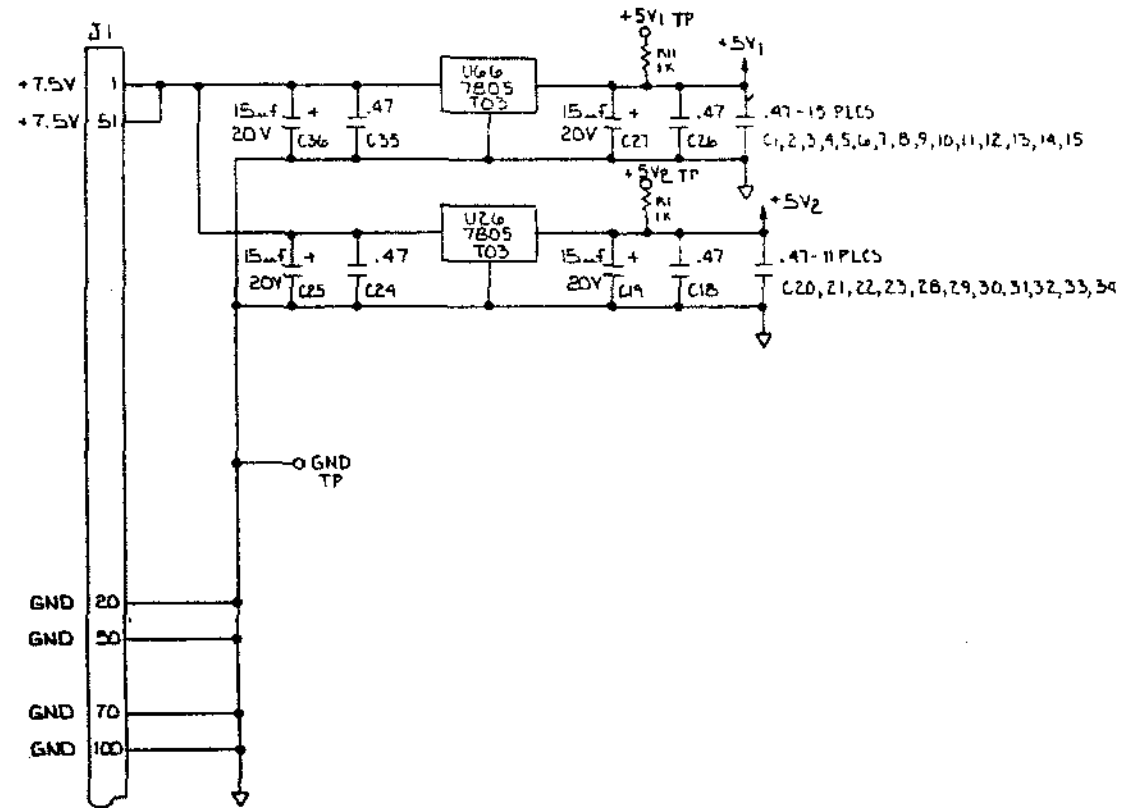 J1
+7.5V 1
+7.5V 51
15uf +
20V C36
.47
C35
U66
7805
TO3
15uf +
20V C27
.47
C26
+5V1 TP
R11
1K
+5V1
.47-15 PLCS
C1,2,3,4,5,6,7,8,9,10,11,12,13,14,15
15uf +
20V C25
.47
C24
U26
7805
TO3
15uf +
20V C19
.47
C18
+5V2 TP
R1
1K
+5V2
.47-11 PLCS
C20,21,22,23,28,29,30,31,32,33,34
GND
TP
GND 20
GND 50
GND 70
GND 100